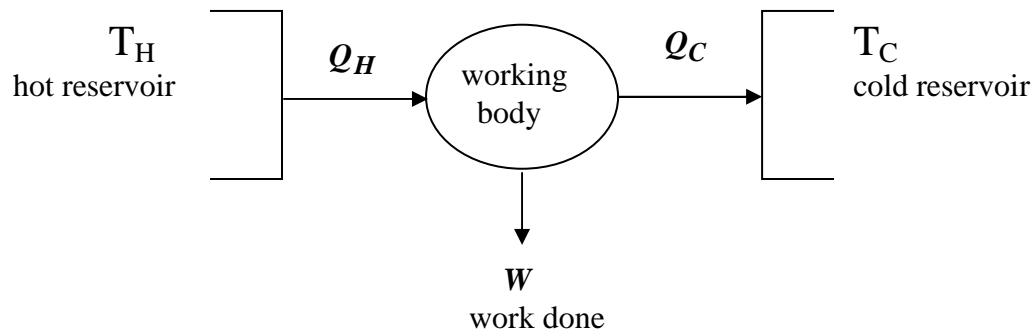 T_H
hot reservoir
Q_H
working
body
Q_C
T_C
cold reservoir
W
work done